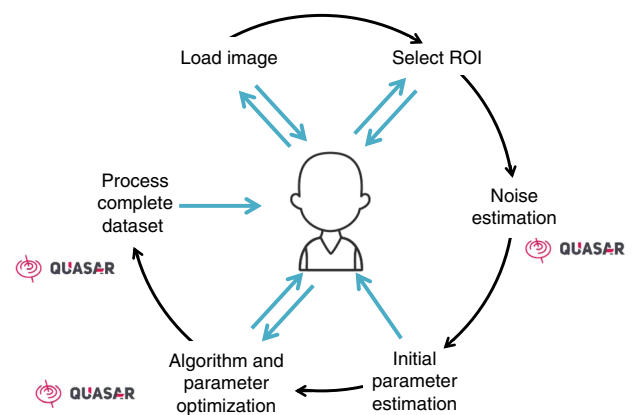 Load image
Select ROI
Noise
estimation
QUASAR
Initial
parameter
estimation
Algorithm and
parameter
optimization
QUASAR
Process
complete
dataset
QUASAR